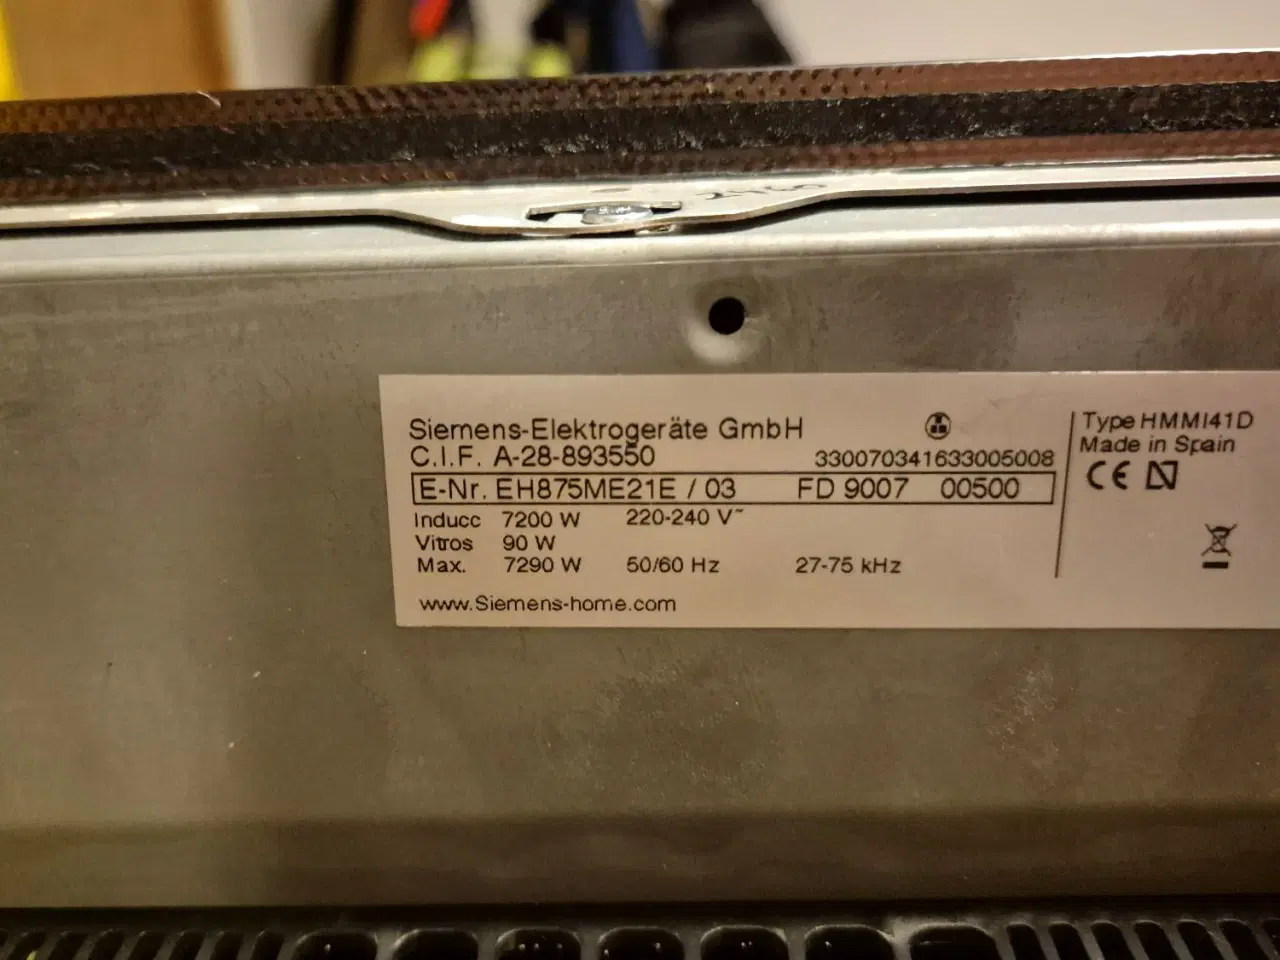 Siemens-Elektrogeräte GmbH
C.I.F. A-28-893550
330070341633005008
E-Nr. EH875ME21E / 03 FD 9007 00500
Inducc 7200 W 220-240 V~
Vitros 90 W
Max. 7290 W 50/60 Hz 27-75 kHz
www.Siemens-home.com
Type HMMI41D
Made in Spain
CE